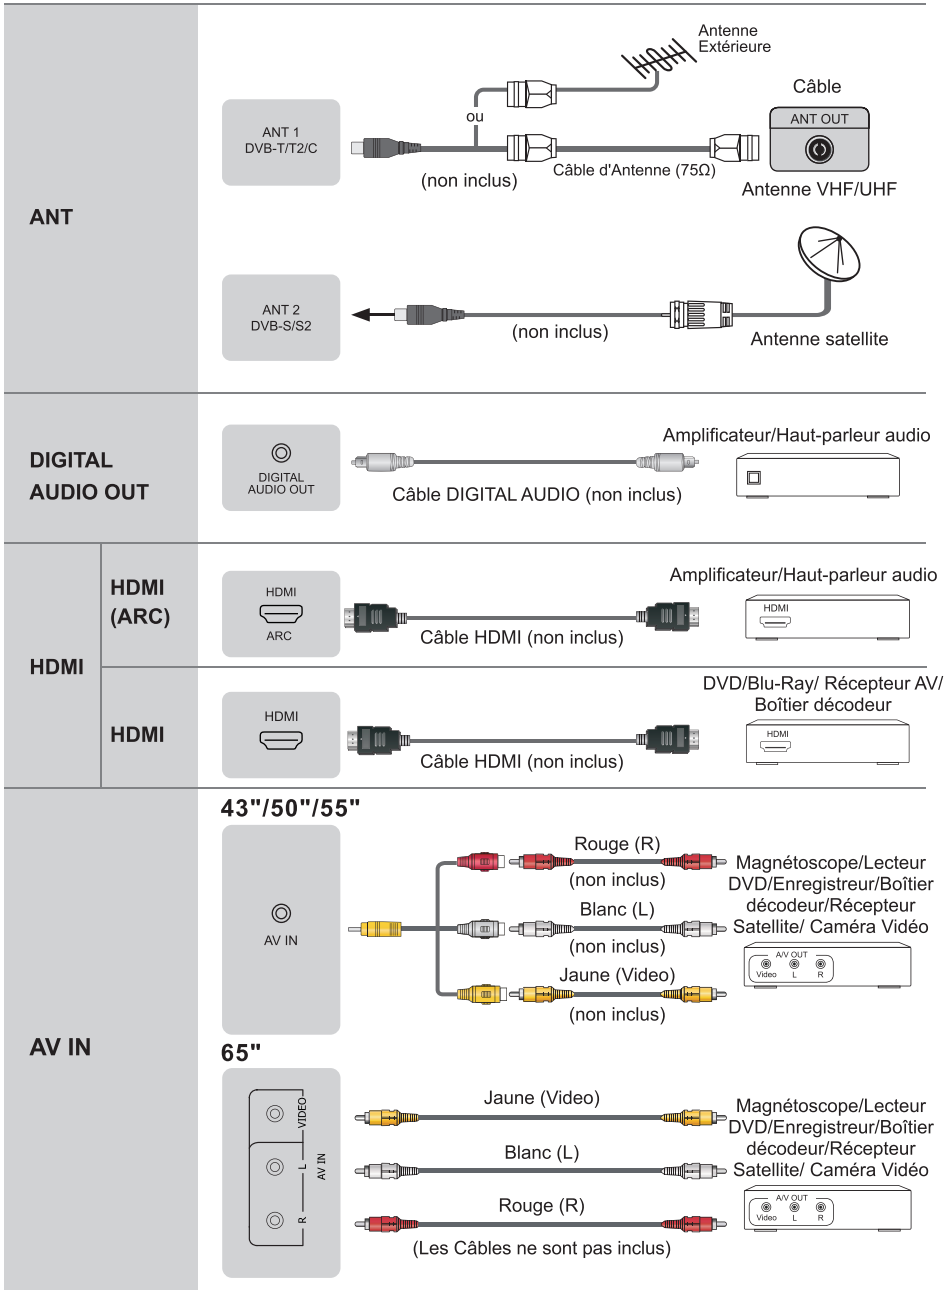 ANT
ANT 1
DVB-T/T2/C
ou
(non inclus)
Antenne
Extérieure
Câble d'Antenne (75Ω)
Câble
ANT OUT
Antenne VHF/UHF
ANT 2
DVB-S/S2
(non inclus)
Antenne satellite
DIGITAL
AUDIO OUT
DIGITAL
AUDIO OUT
Câble DIGITAL AUDIO (non inclus)
Amplificateur/Haut-parleur audio
HDMI
HDMI
(ARC)
HDMI
ARC
Câble HDMI (non inclus)
Amplificateur/Haut-parleur audio
HDMI
HDMI
HDMI
Câble HDMI (non inclus)
DVD/Blu-Ray/ Récepteur AV/
Boîtier décodeur
HDMI
AV IN
43"/50"/55"
AV IN
Rouge (R)
(non inclus)
Blanc (L)
(non inclus)
Jaune (Video)
(non inclus)
Magnétoscope/Lecteur
DVD/Enregistreur/Boîtier
décodeur/Récepteur
Satellite/ Caméra Vidéo
A/V OUT
Video L R
65"
VIDEO
L
R
AV IN
Jaune (Video)
Blanc (L)
Rouge (R)
(Les Câbles ne sont pas inclus)
Magnétoscope/Lecteur
DVD/Enregistreur/Boîtier
décodeur/Récepteur
Satellite/ Caméra Vidéo
A/V OUT
Video L R